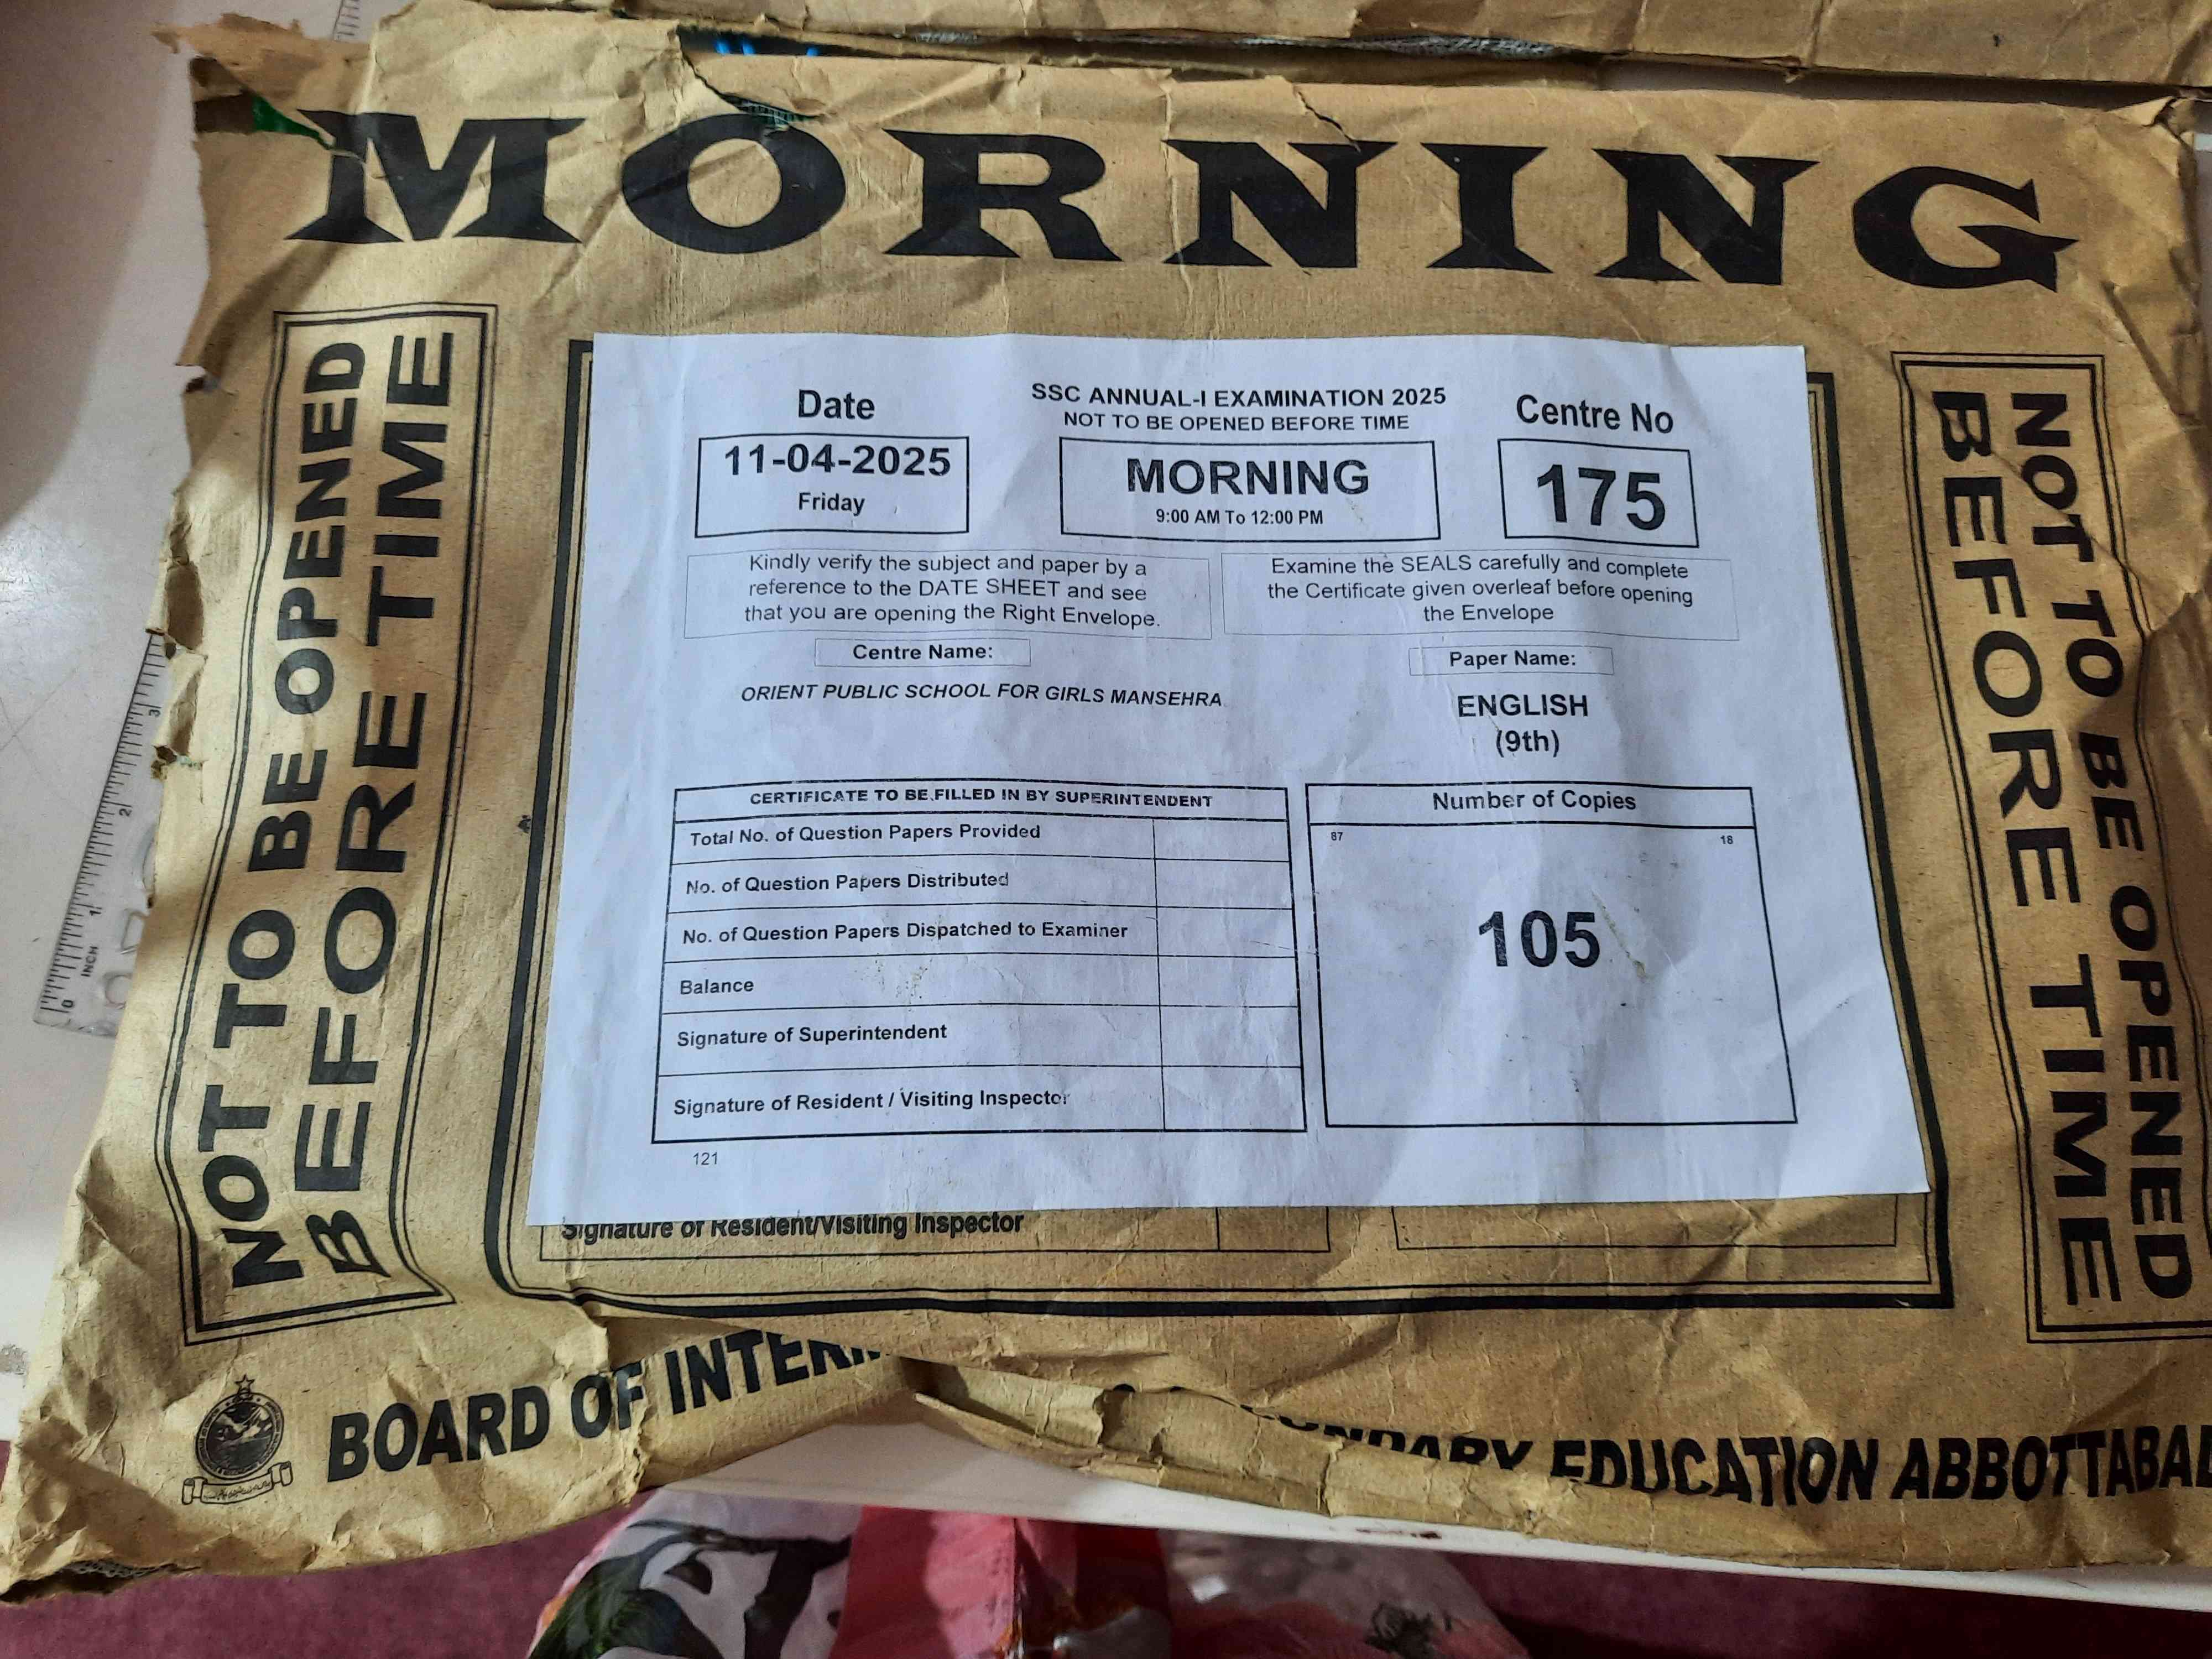 MORNING
NOT TO BE OPENED
BEFORE TIME
Date
11-04-2025
Friday
SSC ANNUAL-I EXAMINATION 2025
NOT TO BE OPENED BEFORE TIME
MORNING
9:00 AM To 12:00 PM
Centre No
175
Kindly verify the subject and paper by a
reference to the DATE SHEET and see
that you are opening the Right Envelope.
Examine the SEALS carefully and complete
the Certificate given overleaf before opening
the Envelope
Centre Name:
ORIENT PUBLIC SCHOOL FOR GIRLS MANSEHRA
Paper Name:
ENGLISH
(9th)
CERTIFICATE TO BE FILLED IN BY SUPERINTENDENT
Total No. of Question Papers Provided
No. of Question Papers Distributed
No. of Question Papers Dispatched to Examiner
Balance
Signature of Superintendent
Signature of Resident / Visiting Inspector
121
Number of Copies
87 18
105
Signature of Resident/Visiting Inspector
NOT TO BE OPENED
BEFORE TIME
BOARD OF EDUCATION
3
2
1
0 INCH